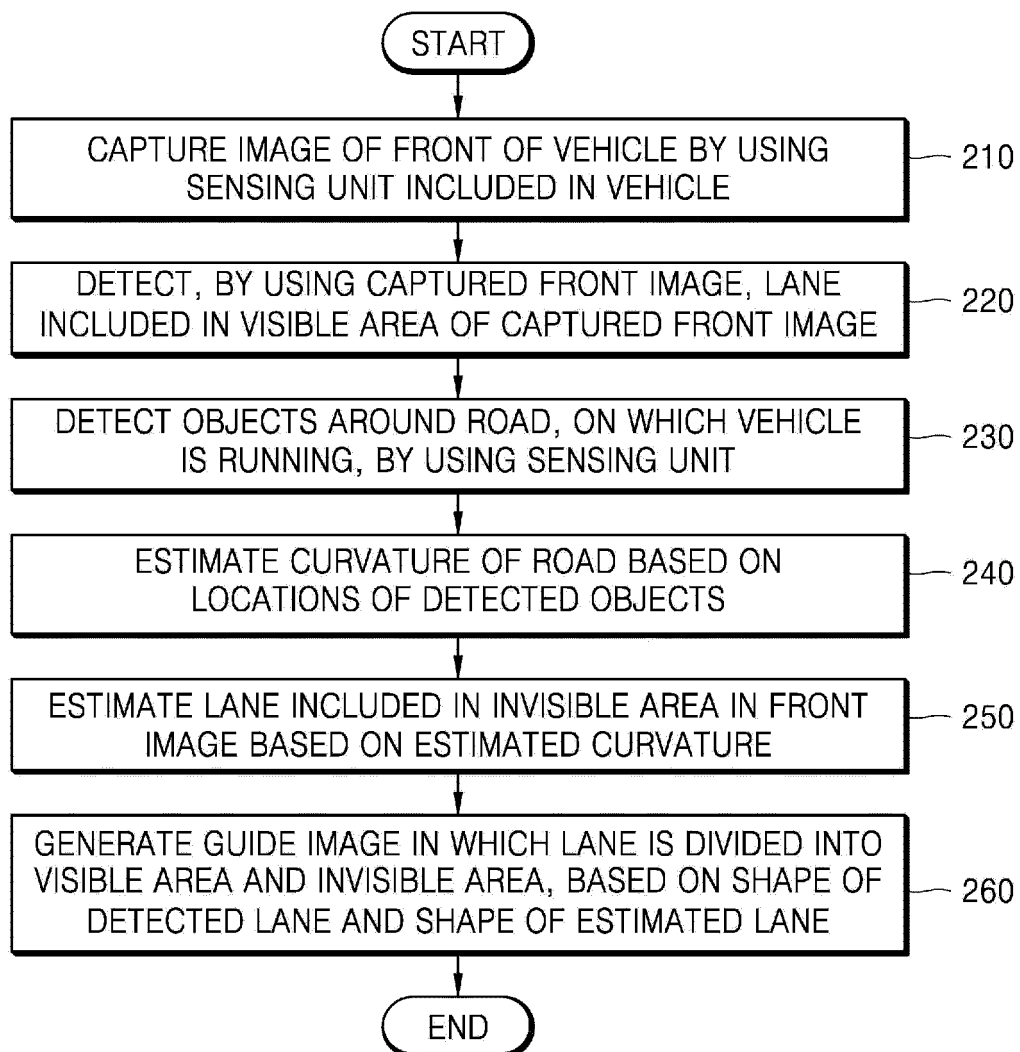 START
CAPTURE IMAGE OF FRONT OF VEHICLE BY USING
SENSING UNIT INCLUDED IN VEHICLE
210
DETECT, BY USING CAPTURED FRONT IMAGE, LANE
INCLUDED IN VISIBLE AREA OF CAPTURED FRONT IMAGE
220
DETECT OBJECTS AROUND ROAD, ON WHICH VEHICLE
IS RUNNING, BY USING SENSING UNIT
230
ESTIMATE CURVATURE OF ROAD BASED ON
LOCATIONS OF DETECTED OBJECTS
240
ESTIMATE LANE INCLUDED IN INVISIBLE AREA IN FRONT
IMAGE BASED ON ESTIMATED CURVATURE
250
GENERATE GUIDE IMAGE IN WHICH LANE IS DIVIDED INTO
VISIBLE AREA AND INVISIBLE AREA, BASED ON SHAPE OF
DETECTED LANE AND SHAPE OF ESTIMATED LANE
260
END